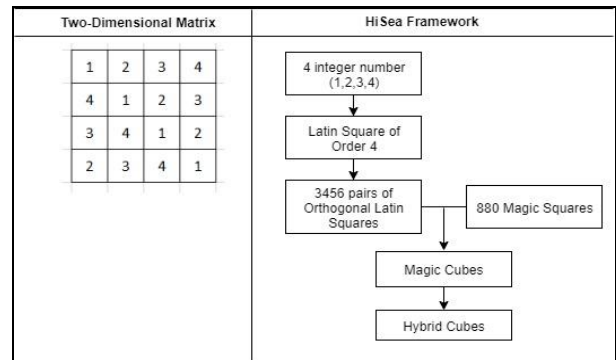 Two-Dimensional Matrix
1 2 3 4
4 1 2 3
3 4 1 2
2 3 4 1
HiSea Framework
4 integer number
(1,2,3,4)
Latin Square of
Order 4
3456 pairs of
Orthogonal Latin
Squares
880 Magic Squares
Magic Cubes
Hybrid Cubes